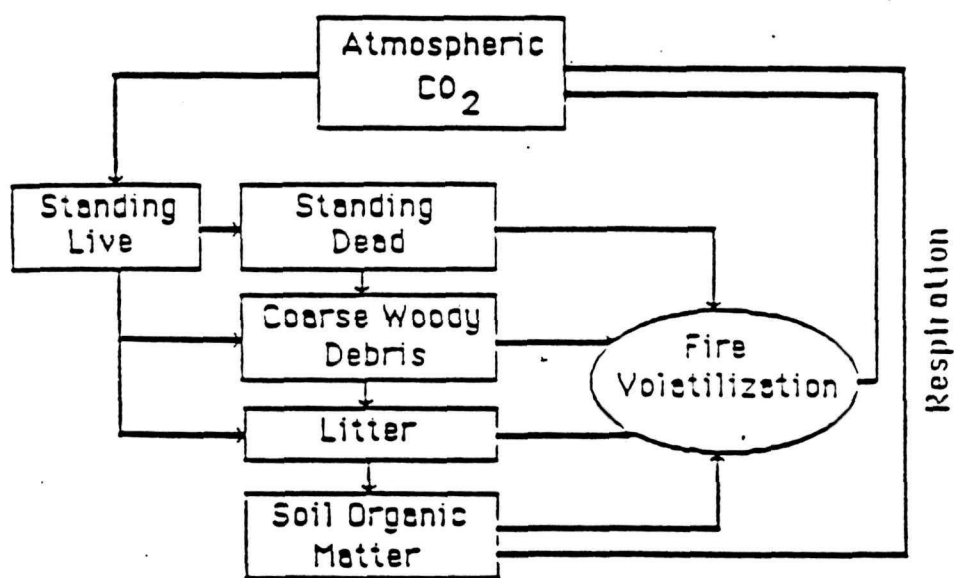 Atmospheric
CO₂
Standing
Live
Standing
Dead
Coarse Woody
Debris
Litter
Soil Organic
Matter
Fire
Volatilization
Respiration